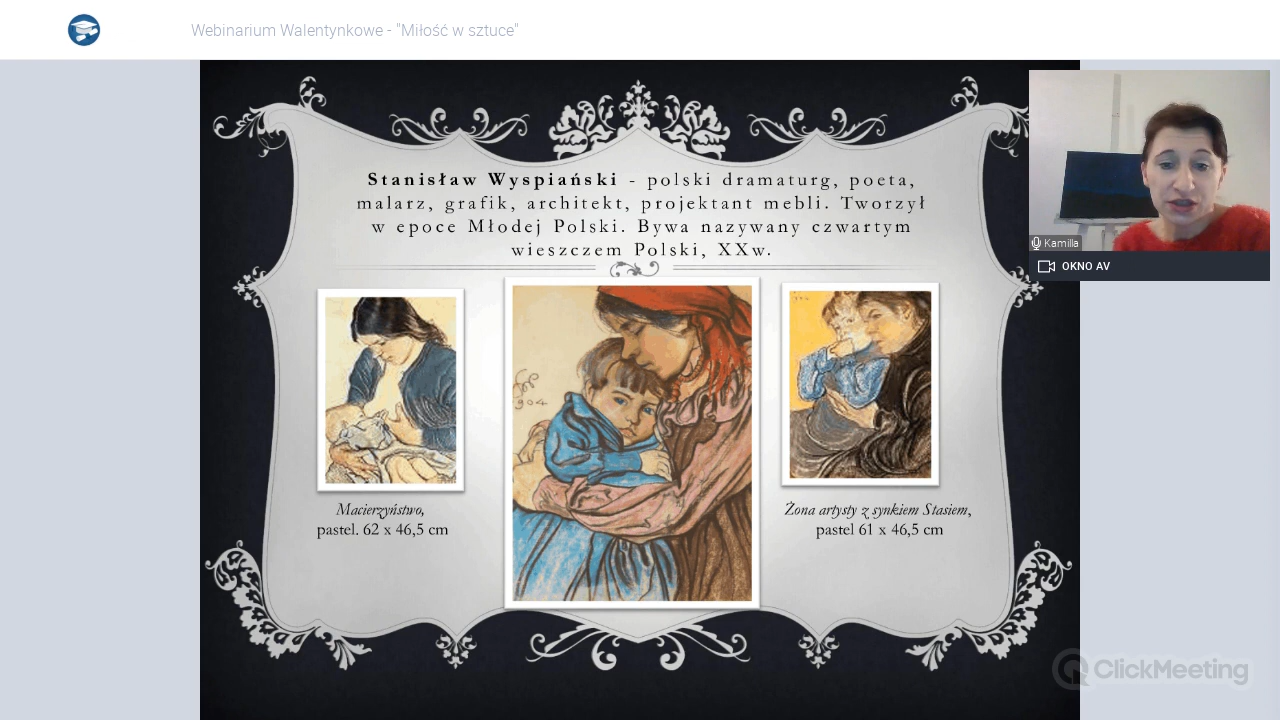 Webinarium Walentynkowe - "Miłość w sztuce"
Stanisław Wyspiański - polski dramaturg, poeta,
malarz, grafik, architekt, projektant mebli. Tworzył
w epoce Młodej Polski. Bywa nazywany czwartym
wieszczem Polski, XXw.
Kamilla
OKNO AV
1904
Macierzyństwo,
pastel. 62 x 46,5 cm
Żona artysty z synkiem Stasiem,
pastel 61 x 46,5 cm
ClickMeeting